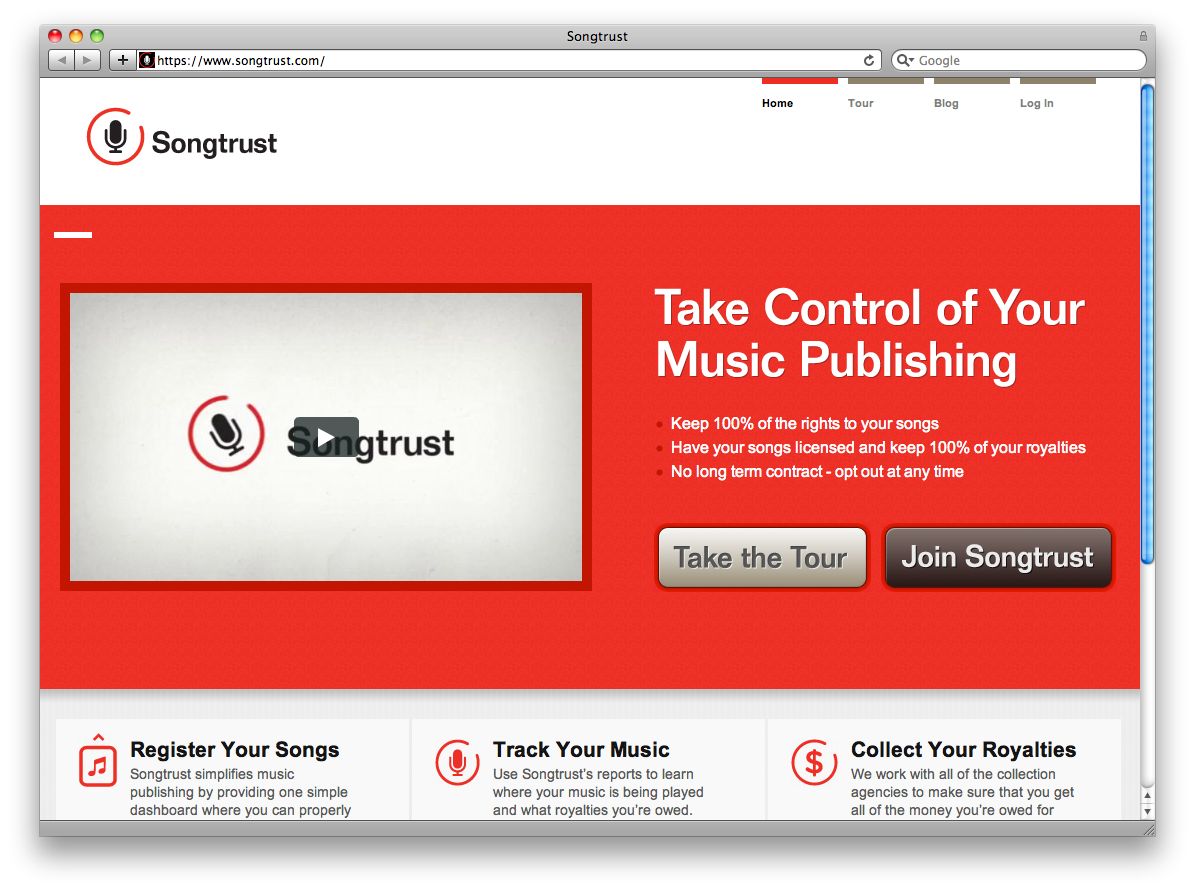 Songtrust
https://www.songtrust.com/
Google
Home
Tour
Blog
Log In
Songtrust
Songtrust
Take Control of Your
Music Publishing
Keep 100% of the rights to your songs
Have your songs licensed and keep 100% of your royalties
No long term contract - opt out at any time
Take the Tour
Join Songtrust
Register Your Songs
Songtrust simplifies music
publishing by providing one simple
dashboard where you can properly
Track Your Music
Use Songtrust's reports to learn
where your music is being played
and what royalties you're owed.
Collect Your Royalties
We work with all of the collection
agencies to make sure that you get
all of the money you're owed for